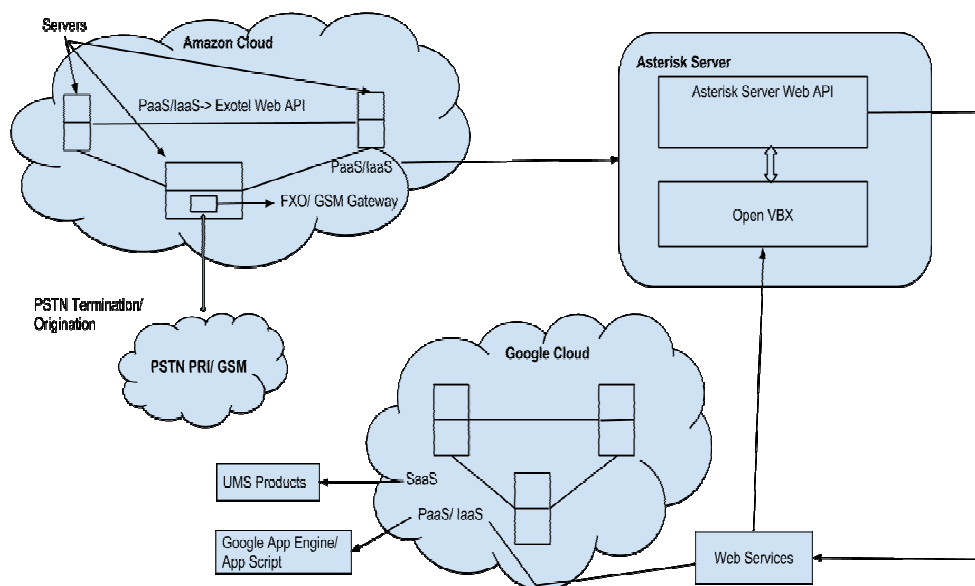 Servers
Amazon Cloud
PaaS/IaaS-> Exotel Web API
PaaS/IaaS
FXO/ GSM Gateway
PSTN Termination/
Origination
PSTN PRI/ GSM
Asterisk Server
Asterisk Server Web API
Open VBX
Google Cloud
SaaS
UMS Products
PaaS/ IaaS
Google App Engine/
App Script
Web Services